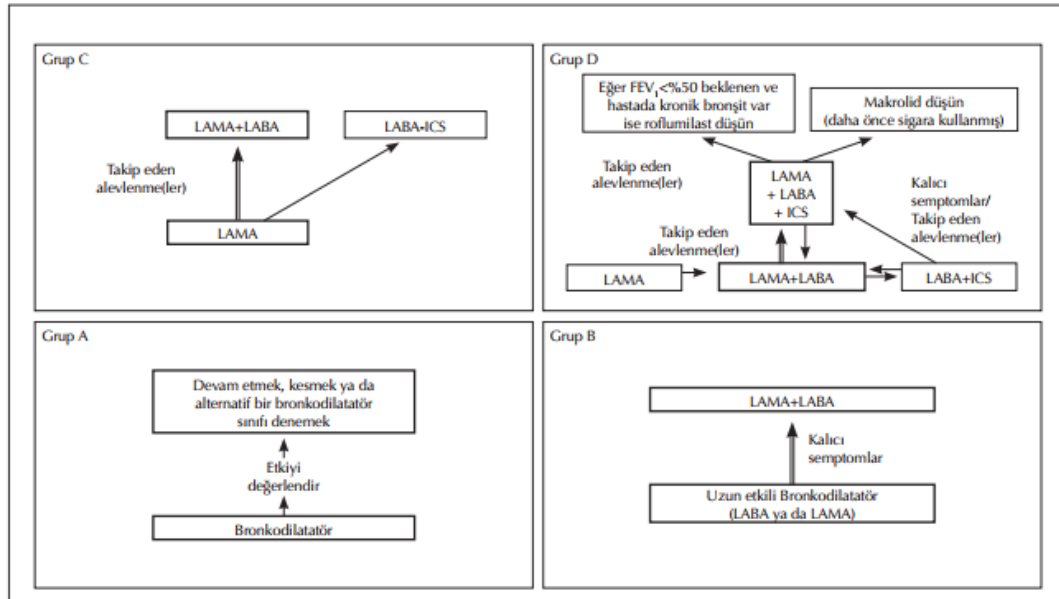 Grup C
LAMA+LABA
LABA+ICS
Takip eden
alevlenme(ler)
LAMA
Grup D
Eğer FEV1<%50 beklenen ve
hastada kronik bronşit var
ise roflumilast düşün
Makrolid düşün
(daha önce sigara kullanmış)
Takip eden
alevlenme(ler)
LAMA
+ LABA
+ ICS
Kalıcı
semptomlar/
Takip eden
alevlenme(ler)
Takip eden
alevlenme(ler)
LAMA
LAMA+LABA
LABA+ICS
Grup A
Devam etmek, kesmek ya da
alternatif bir bronkodilatatör
sınıfı denemek
Etkiyi
değerlendir
Bronkodilatatör
Grup B
LAMA+LABA
Kalıcı
semptomlar
Uzun etkili Bronkodilatatör
(LABA ya da LAMA)